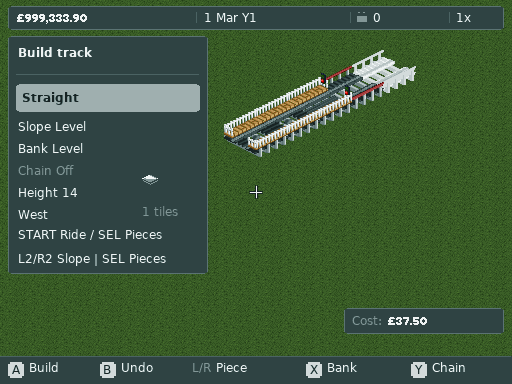 £999,333.90 1 Mar Y1 0 1x
Build track
Straight
Slope Level
Bank Level
Chain Off
Height 14
West 1 tiles
START Ride / SEL Pieces
L2/R2 Slope | SEL Pieces
Cost: £37.50
A Build B Undo L/R Piece X Bank Y Chain